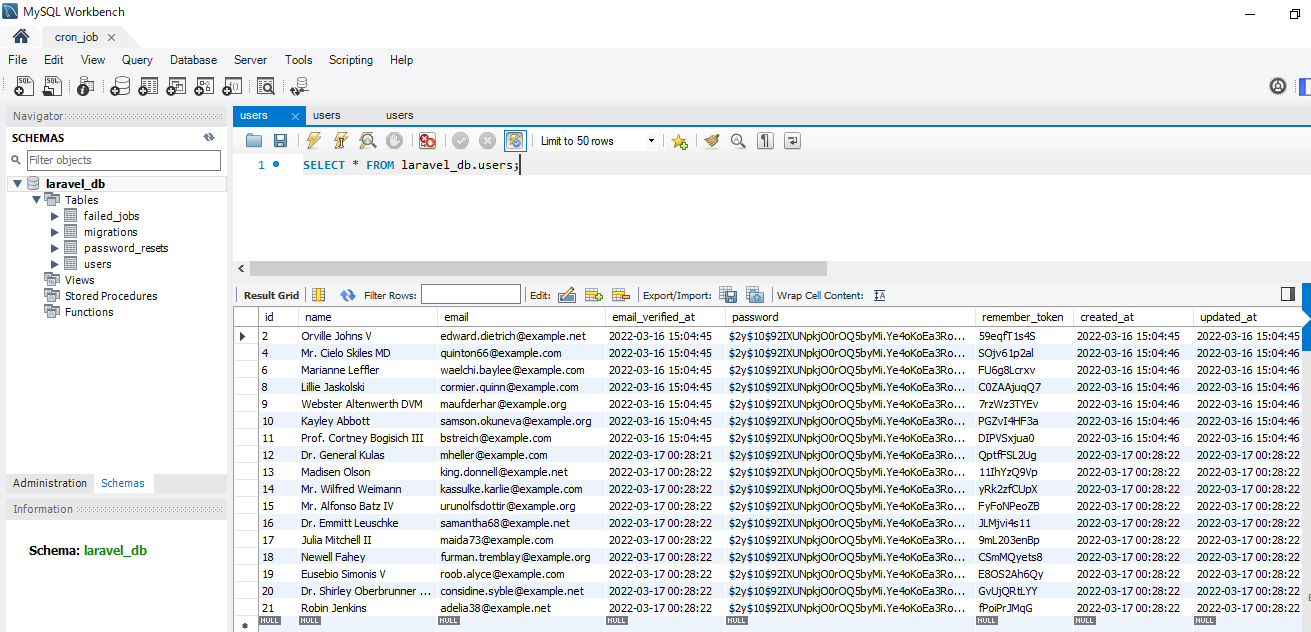 MySQL Workbench
cron_job
File Edit View Query Database Server Tools Scripting Help
Navigator
SCHEMAS
Filter objects
laravel_db
Tables
failed_jobs
migrations
password_resets
users
Views
Stored Procedures
Functions
Administration Schemas
Information
Schema: laravel_db
users users users
Limit to 50 rows
1 SELECT * FROM laravel_db.users;
Result Grid Filter Rows: Edit: Export/Import: Wrap Cell Content:
id name email email_verified_at password remember_token created_at updated_at
2 Orville Johns V edward.dietrich@example.net 2022-03-16 15:04:45 $2y$10$92IXUNpkjO0rOQ5byMi.Ye4oKoEa3Ro... 59eqfT1s4S 2022-03-16 15:04:45 2022-03-16 15:04:45
4 Mr. Cielo Skiles MD quinton66@example.com 2022-03-16 15:04:45 $2y$10$92IXUNpkjO0rOQ5byMi.Ye4oKoEa3Ro... SOjv61p2al 2022-03-16 15:04:46 2022-03-16 15:04:46
6 Marianne Leffler waelchi.baylee@example.com 2022-03-16 15:04:45 $2y$10$92IXUNpkjO0rOQ5byMi.Ye4oKoEa3Ro... FU6g8Lcrxv 2022-03-16 15:04:46 2022-03-16 15:04:46
8 Lillie Jaskolski cormier.quinn@example.com 2022-03-16 15:04:45 $2y$10$92IXUNpkjO0rOQ5byMi.Ye4oKoEa3Ro... C0ZAAjuqQ7 2022-03-16 15:04:46 2022-03-16 15:04:46
9 Webster Altenwerth DVM maufderhar@example.org 2022-03-16 15:04:45 $2y$10$92IXUNpkjO0rOQ5byMi.Ye4oKoEa3Ro... 7rzWz3TYEv 2022-03-16 15:04:46 2022-03-16 15:04:46
10 Kayley Abbott samson.okuneva@example.org 2022-03-16 15:04:45 $2y$10$92IXUNpkjO0rOQ5byMi.Ye4oKoEa3Ro... PGZvI4HF3a 2022-03-16 15:04:46 2022-03-16 15:04:46
11 Prof. Cortney Bogisich III bstreich@example.com 2022-03-16 15:04:45 $2y$10$92IXUNpkjO0rOQ5byMi.Ye4oKoEa3Ro... DIPVSxjua0 2022-03-16 15:04:46 2022-03-16 15:04:46
12 Dr. General Kulas mheller@example.com 2022-03-17 00:28:21 $2y$10$92IXUNpkjO0rOQ5byMi.Ye4oKoEa3Ro... QptfFSL2Ug 2022-03-17 00:28:22 2022-03-17 00:28:22
13 Madisen Olson king.donnell@example.net 2022-03-17 00:28:22 $2y$10$92IXUNpkjO0rOQ5byMi.Ye4oKoEa3Ro... 11IhYzQ9Vp 2022-03-17 00:28:22 2022-03-17 00:28:22
14 Mr. Wilfred Weimann kassulke.karlie@example.com 2022-03-17 00:28:22 $2y$10$92IXUNpkjO0rOQ5byMi.Ye4oKoEa3Ro... yRk2zfCUpX 2022-03-17 00:28:22 2022-03-17 00:28:22
15 Mr. Alfonso Batz IV urunolfsdottir@example.org 2022-03-17 00:28:22 $2y$10$92IXUNpkjO0rOQ5byMi.Ye4oKoEa3Ro... FyFoNPeoZB 2022-03-17 00:28:22 2022-03-17 00:28:22
16 Dr. Emmitt Leuschke samantha68@example.net 2022-03-17 00:28:22 $2y$10$92IXUNpkjO0rOQ5byMi.Ye4oKoEa3Ro... JLMjvi4s11 2022-03-17 00:28:22 2022-03-17 00:28:22
17 Julia Mitchell II maida73@example.com 2022-03-17 00:28:22 $2y$10$92IXUNpkjO0rOQ5byMi.Ye4oKoEa3Ro... 9mL203enBp 2022-03-17 00:28:22 2022-03-17 00:28:22
18 Newell Fahey furman.tremblay@example.org 2022-03-17 00:28:22 $2y$10$92IXUNpkjO0rOQ5byMi.Ye4oKoEa3Ro... CSmMQyets8 2022-03-17 00:28:22 2022-03-17 00:28:22
19 Eusebio Simonis V roob.alyce@example.com 2022-03-17 00:28:22 $2y$10$92IXUNpkjO0rOQ5byMi.Ye4oKoEa3Ro... E8OS2Ah6Qy 2022-03-17 00:28:22 2022-03-17 00:28:22
20 Dr. Shirley Oberbrunner ... considine.syble@example.net 2022-03-17 00:28:22 $2y$10$92IXUNpkjO0rOQ5byMi.Ye4oKoEa3Ro... GvUjQRtLYY 2022-03-17 00:28:22 2022-03-17 00:28:22
21 Robin Jenkins adelia38@example.net 2022-03-17 00:28:22 $2y$10$92IXUNpkjO0rOQ5byMi.Ye4oKoEa3Ro... fPoiPrJMqG 2022-03-17 00:28:22 2022-03-17 00:28:22
NULL NULL NULL NULL NULL NULL NULL NULL